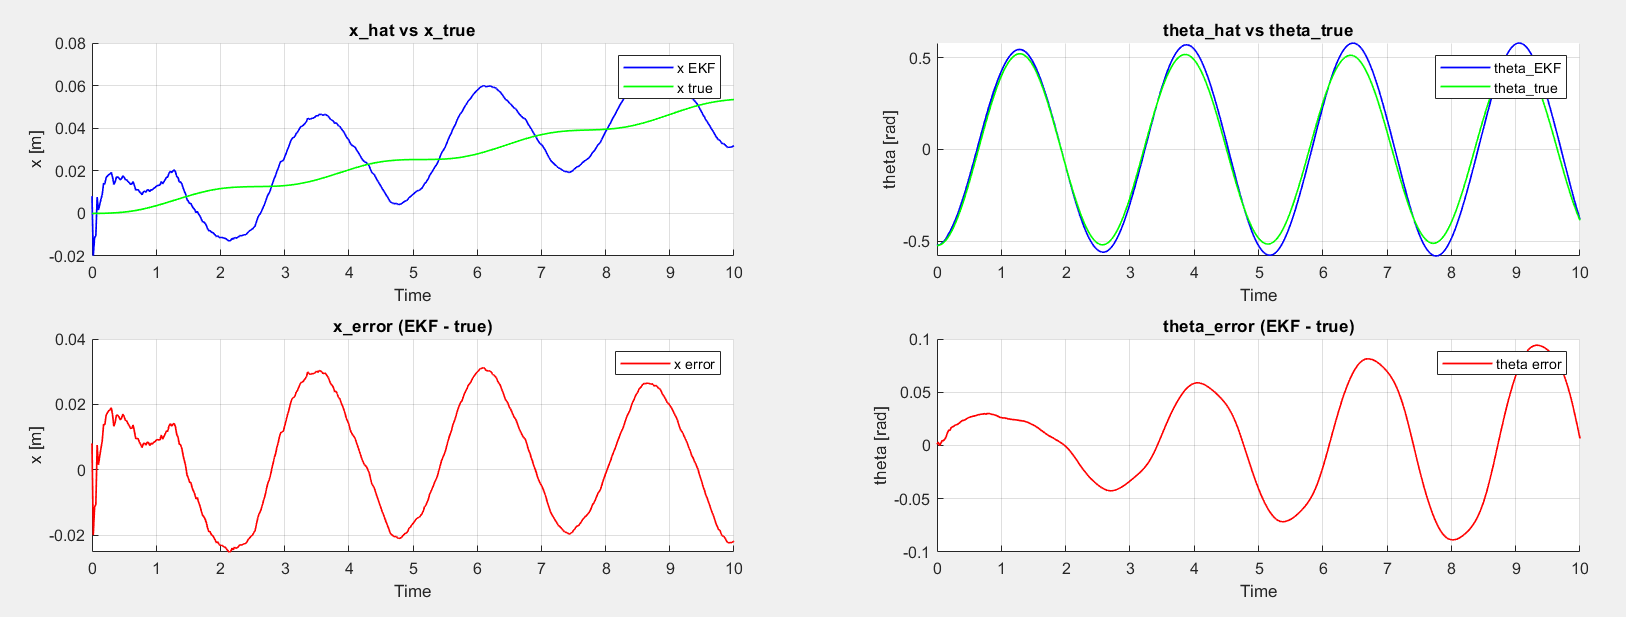 x_hat vs x_true
0.08
0.06
0.04
0.02
0
-0.02
x [m]
x EKF
x true
0 1 2 3 4 5 6 7 8 9 10
Time
theta_hat vs theta_true
0.5
0
-0.5
theta [rad]
theta_EKF
theta_true
0 1 2 3 4 5 6 7 8 9 10
Time
x_error (EKF - true)
0.04
0.02
0
-0.02
x [m]
x error
0 1 2 3 4 5 6 7 8 9 10
Time
theta_error (EKF - true)
0.1
0.05
0
-0.05
-0.1
theta [rad]
theta error
0 1 2 3 4 5 6 7 8 9 10
Time